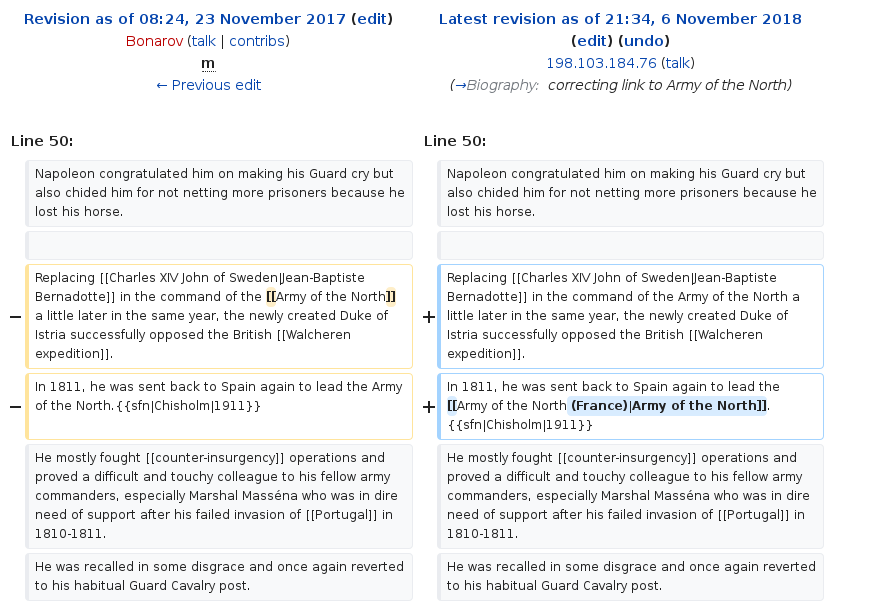 Revision as of 08:24, 23 November 2017 (edit)
Bonarov (talk | contribs)
m
← Previous edit
Latest revision as of 21:34, 6 November 2018
(edit) (undo)
198.103.184.76 (talk)
(→Biography: correcting link to Army of the North)
Line 50:
Line 50:
Napoleon congratulated him on making his Guard cry but
also chided him for not netting more prisoners because he
lost his horse.
Napoleon congratulated him on making his Guard cry but
also chided him for not netting more prisoners because he
lost his horse.
−
Replacing [[Charles XIV John of Sweden|Jean-Baptiste
Bernadotte]] in the command of the [[Army of the North]]
a little later in the same year, the newly created Duke of
Istria successfully opposed the British [[Walcheren
expedition]].
+
Replacing [[Charles XIV John of Sweden|Jean-Baptiste
Bernadotte]] in the command of the Army of the North a
little later in the same year, the newly created Duke of
Istria successfully opposed the British [[Walcheren
expedition]].
−
In 1811, he was sent back to Spain again to lead the Army
of the North.{{sfn|Chisholm|1911}}
+
In 1811, he was sent back to Spain again to lead the
[[Army of the North (France)|Army of the North]].
{{sfn|Chisholm|1911}}
He mostly fought [[counter-insurgency]] operations and
proved a difficult and touchy colleague to his fellow army
commanders, especially Marshal Masséna who was in dire
need of support after his failed invasion of [[Portugal]] in
1810-1811.
He mostly fought [[counter-insurgency]] operations and
proved a difficult and touchy colleague to his fellow army
commanders, especially Marshal Masséna who was in dire
need of support after his failed invasion of [[Portugal]] in
1810-1811.
He was recalled in some disgrace and once again reverted
to his habitual Guard Cavalry post.
He was recalled in some disgrace and once again reverted
to his habitual Guard Cavalry post.